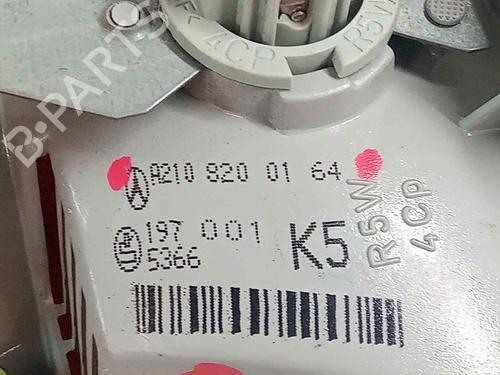 4CP R5W
B-PARTS
A210 820 01 64
197 001
5366
K5
R5W
4CP